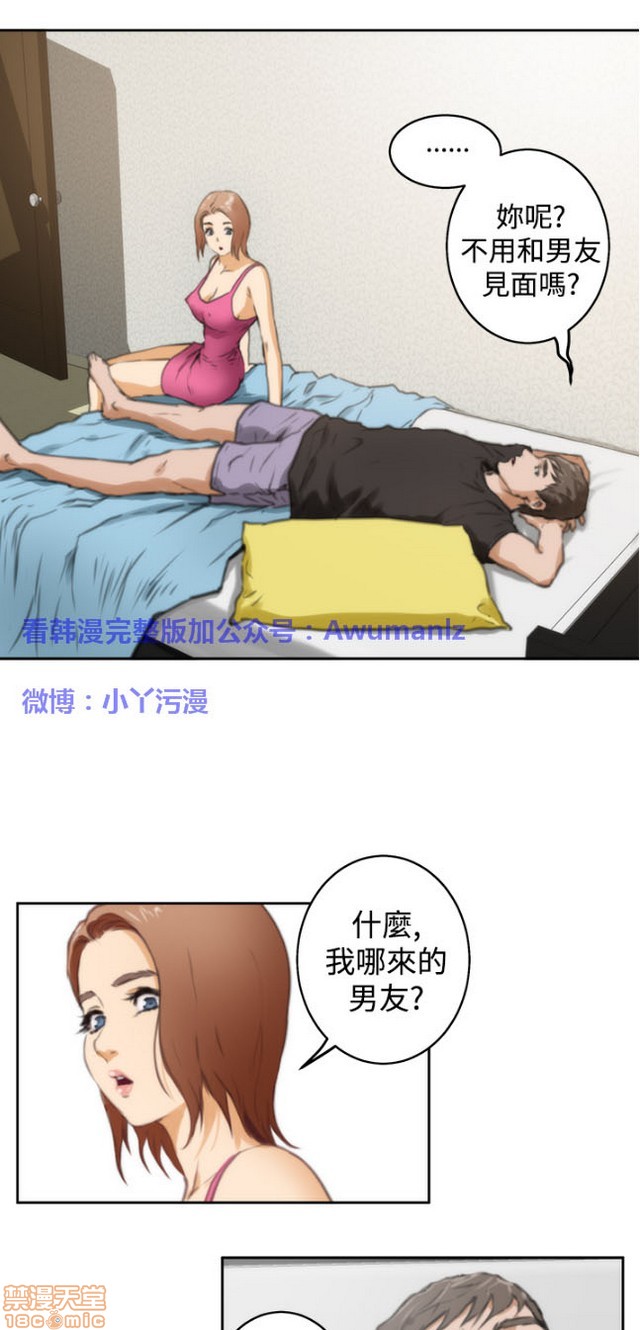 ......
妳呢?
不用和男友
見面嗎?
看韩漫完整版加公众号：Awumanlz
微博：小丫污漫
什麼,
我哪來的
男友?
禁漫天堂
18comic